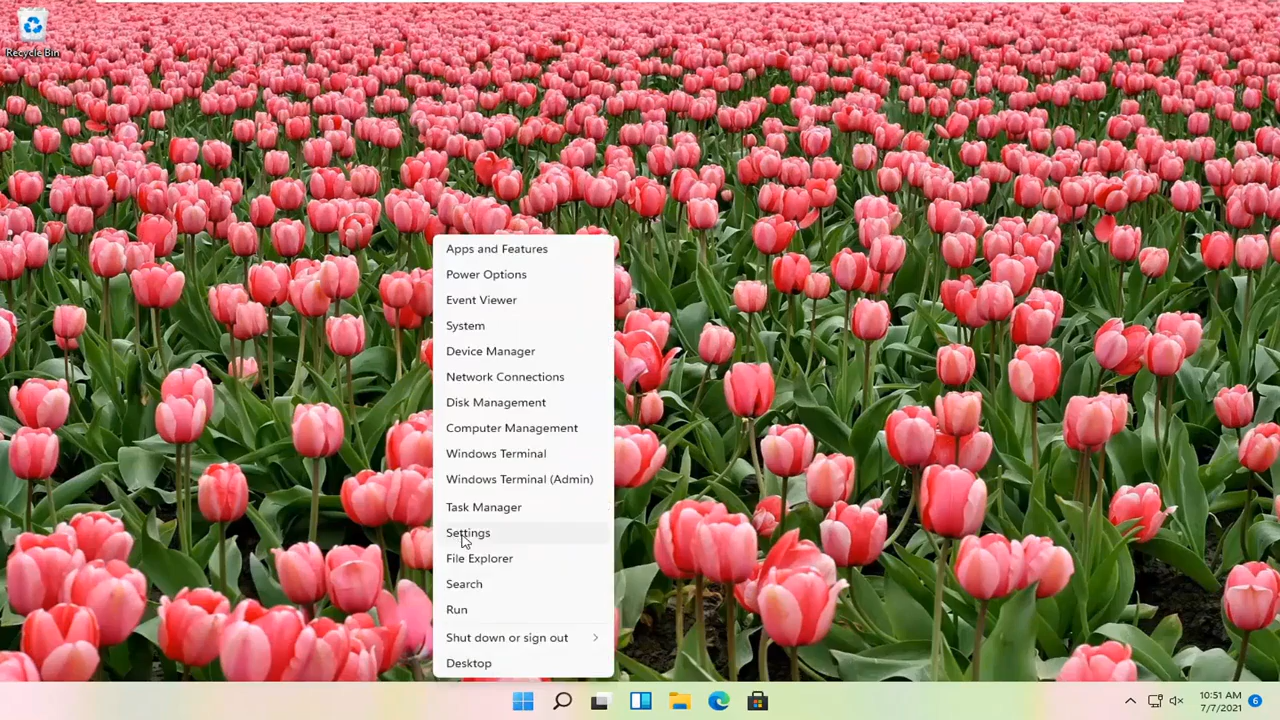 Recycle Bin
Apps and Features
Power Options
Event Viewer
System
Device Manager
Network Connections
Disk Management
Computer Management
Windows Terminal
Windows Terminal (Admin)
Task Manager
Settings
File Explorer
Search
Run
Shut down or sign out
Desktop
10:51 AM
7/7/2021
6